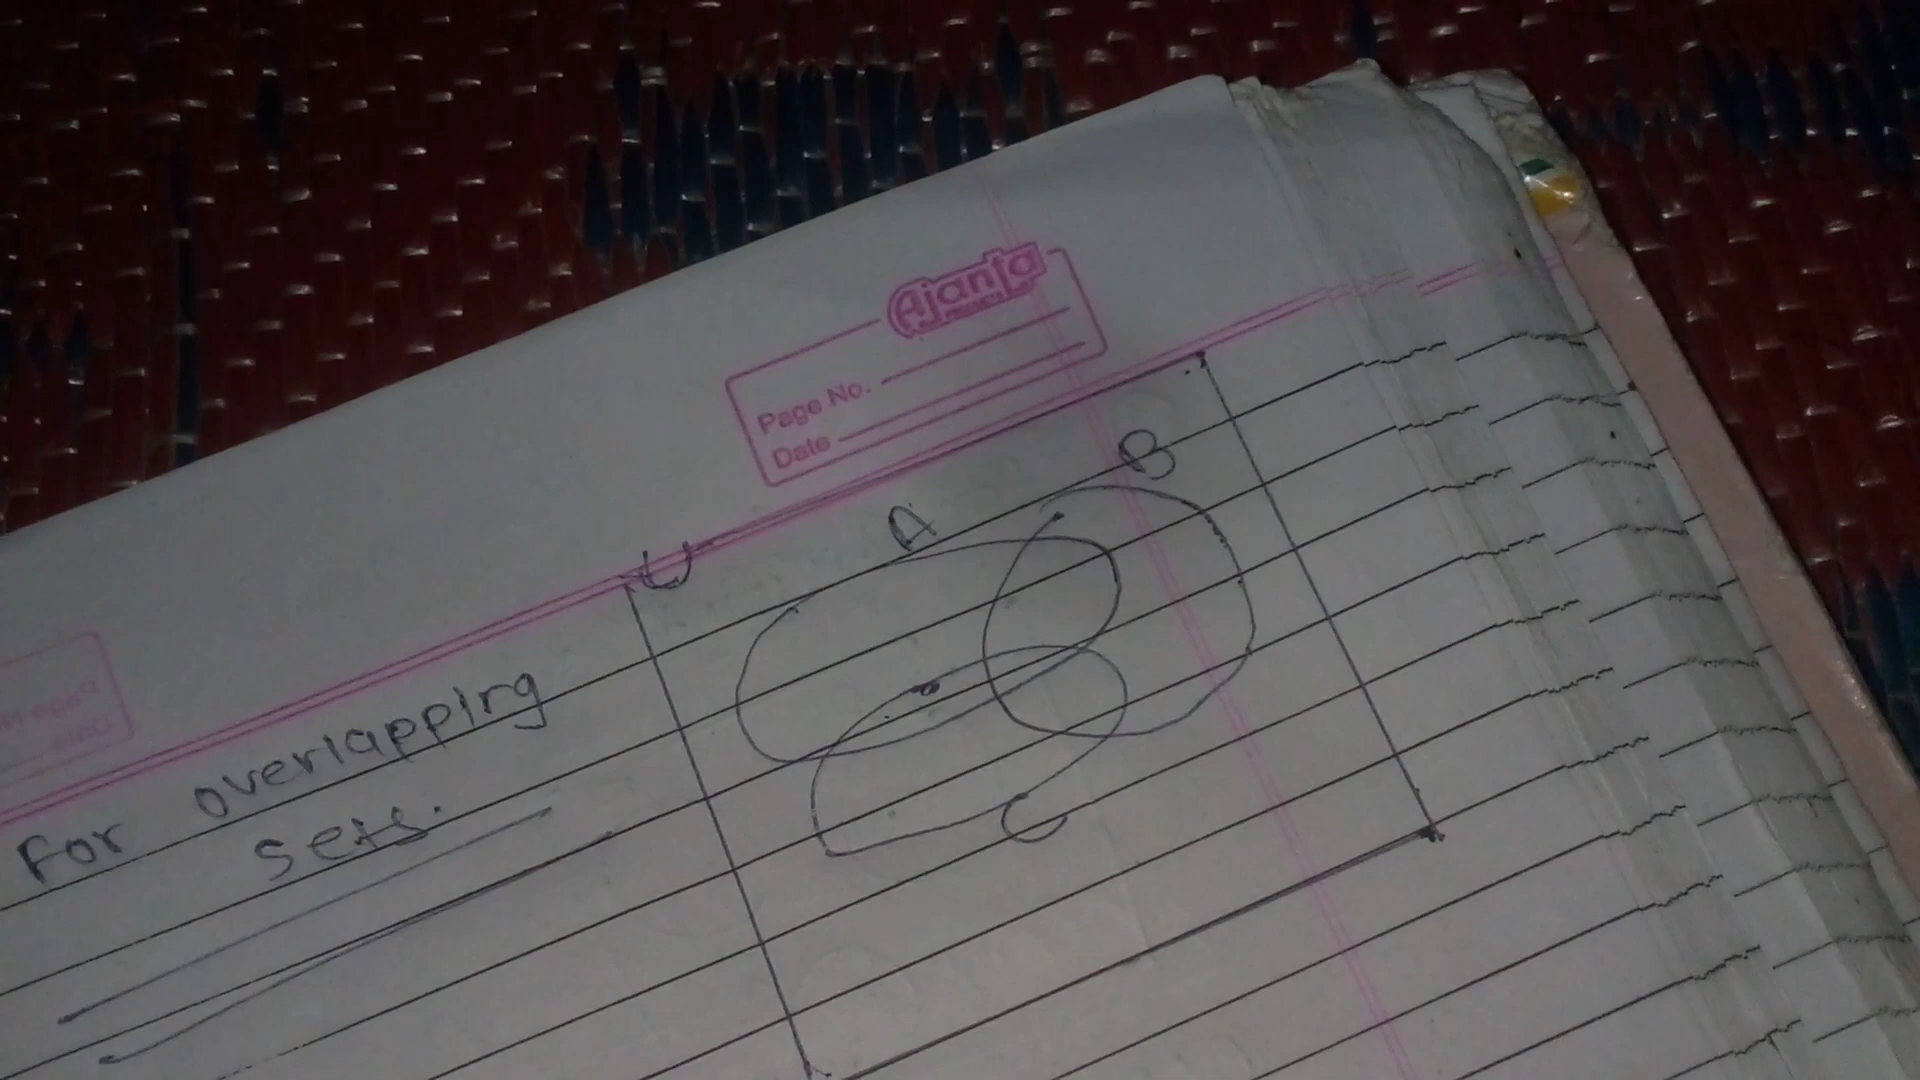 Ajanta
Page No.
Date
U
A
B
C
For overlapping
sets.